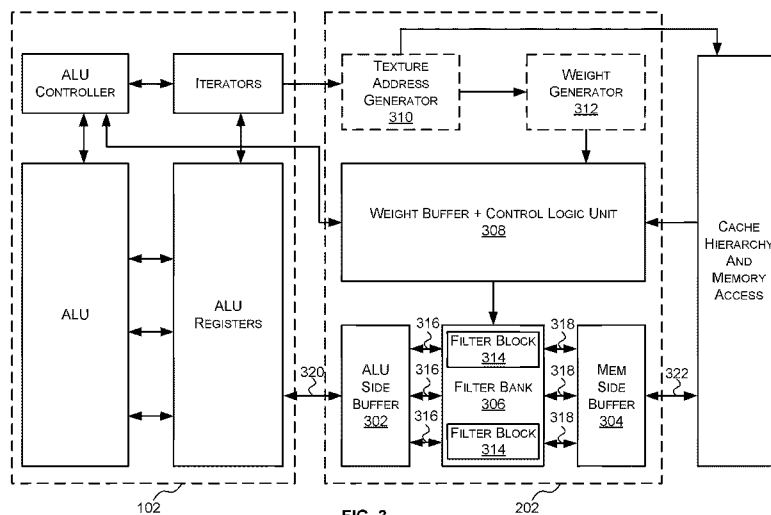 ALU
CONTROLLER
ITERATORS
TEXTURE
ADDRESS
GENERATOR
310
WEIGHT
GENERATOR
312
WEIGHT BUFFER + CONTROL LOGIC UNIT
308
CACHE
HIERARCHY
AND
MEMORY
ACCESS
ALU
ALU
REGISTERS
320
ALU
SIDE
BUFFER
302
316
316
316
FILTER BLOCK
314
FILTER BANK
306
FILTER BLOCK
314
318
318
318
MEM
SIDE
BUFFER
304
322
102
202